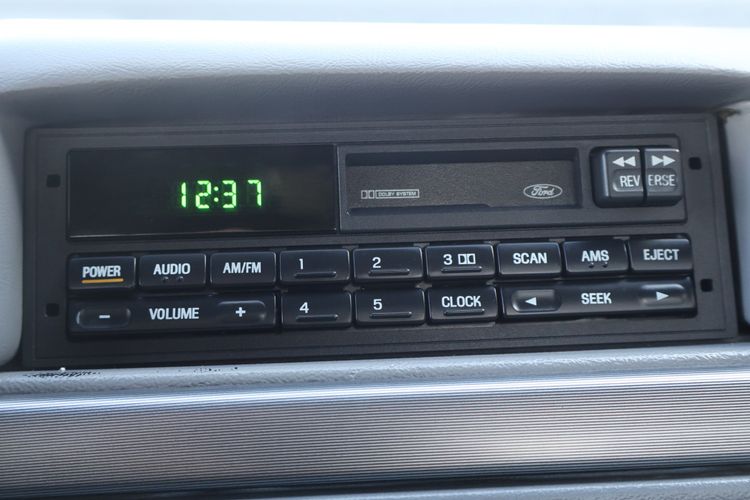 12:37
DOLBY SYSTEM
Ford
REVERSE
POWER AUDIO AM/FM 1 2 3 SCAN AMS EJECT
− VOLUME + 4 5 CLOCK SEEK